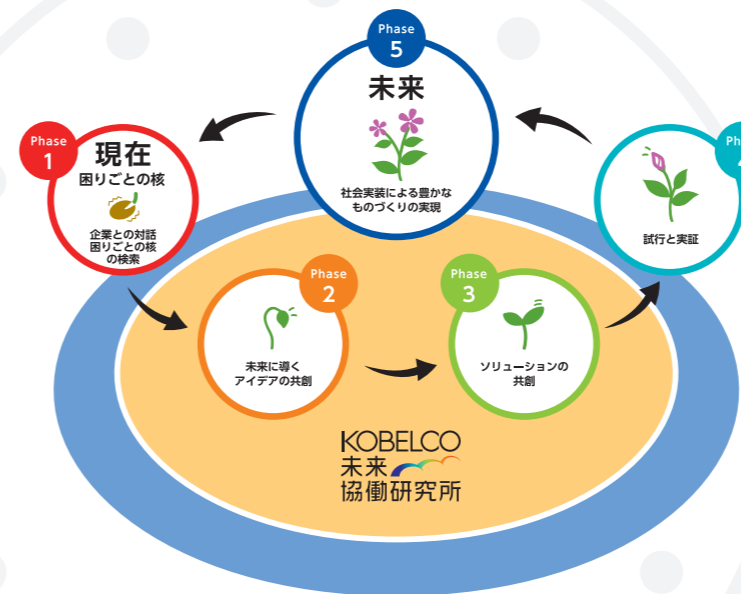 Phase
1
現在
困りごとの核
企業との対話
困りごとの核
の検索
Phase
2
未来に導く
アイデアの共創
Phase
3
ソリューションの
共創
試行と実証
Phase
5
未来
社会実装による豊かな
ものづくりの実現
KOBELCO
未来
協働研究所